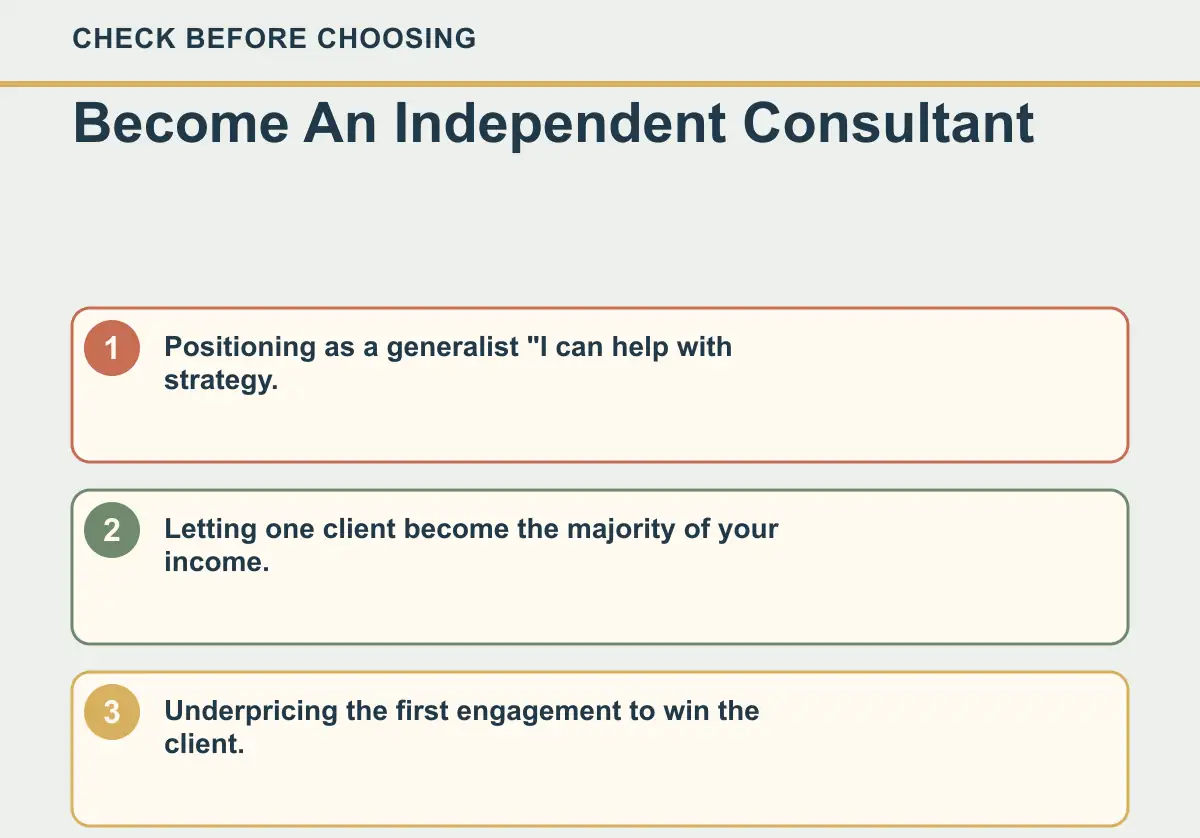 CHECK BEFORE CHOOSING
Become An Independent Consultant
1
Positioning as a generalist "I can help with
strategy.
2
Letting one client become the majority of your
income.
3
Underpricing the first engagement to win the
client.